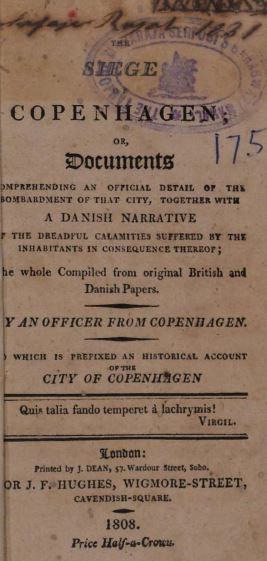 THE
SIEGE
COPENHAGEN;
OR,
Documents
OMPREHENDING AN OFFICIAL DETAIL OF THE
BOMBARDMENT OF THAT CITY, TOGETHER WITH
A DANISH NARRATIVE
F THE DREADFUL CALAMITIES SUFFERED BY THE
INHABITANTS IN CONSEQUENCE THEREOF;
he whole Compiled from original British and
Danish Papers.
Y AN OFFICER FROM COPENHAGEN.
O WHICH IS PREFIXED AN HISTORICAL ACCOUNT
OF THE
CITY OF COPENHAGEN
175
Quis talia fando temperet à lachrymis!
VIRGIL.
London:
Printed by J. DEAN, 57. Wardour Street, Soho.
OR J. F. HUGHES, WIGMORE-STREET,
CAVENDISH-SQUARE.
1808.
Price Half-a-Crown.